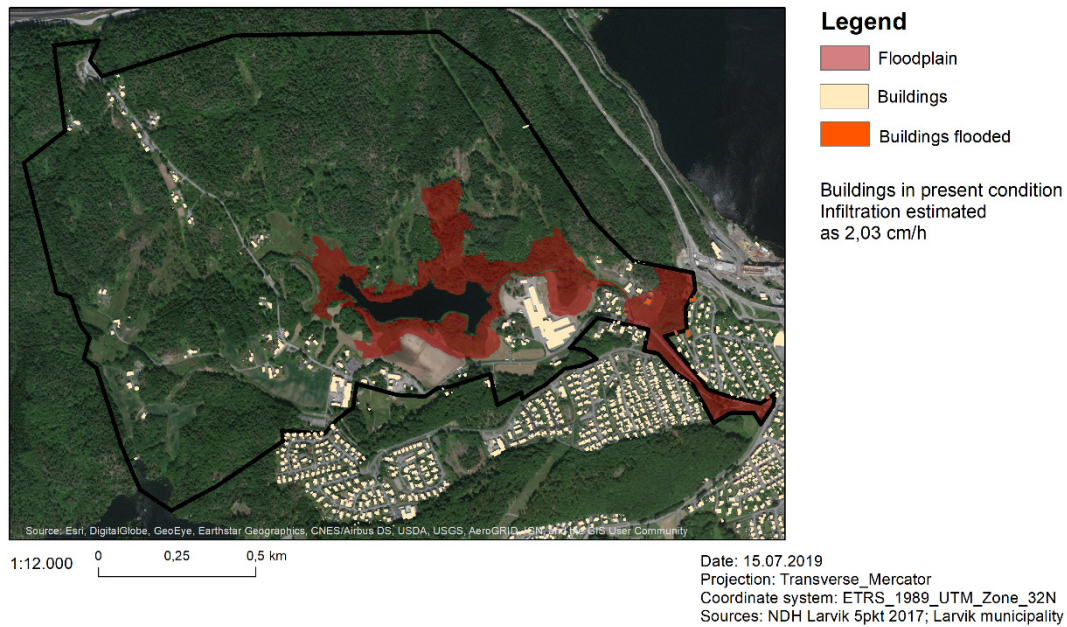 Legend
Floodplain
Buildings
Buildings flooded
Buildings in present condition
Infiltration estimated
as 2,03 cm/h
Source: Esri, DigitalGlobe, GeoEye, Earthstar Geographics, CNES/Airbus DS, USDA, USGS, AeroGRID, IGN, and the GIS User Community
1:12.000
0 0,25 0,5 km
Date: 15.07.2019
Projection: Transverse_Mercator
Coordinate system: ETRS_1989_UTM_Zone_32N
Sources: NDH Larvik 5pkt 2017; Larvik municipality